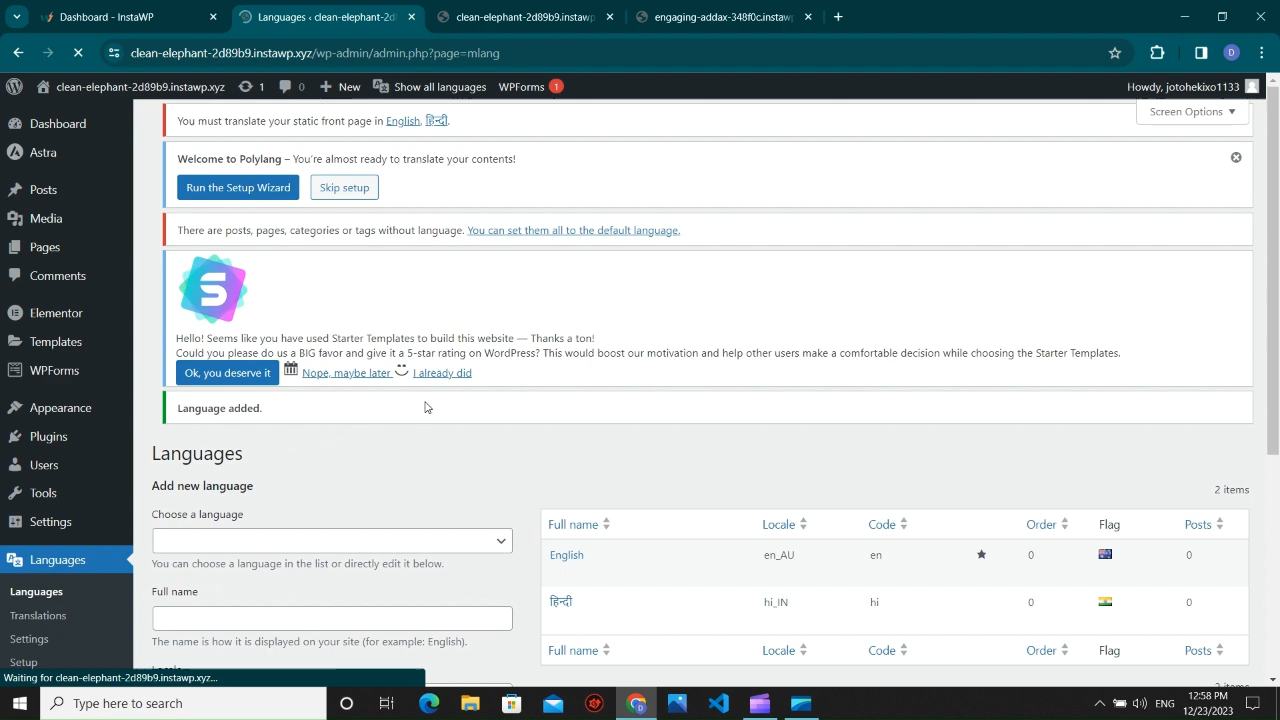 Dashboard - InstaWP
Languages ‹ clean-elephant-2d
clean-elephant-2d89b9.instawp
engaging-addax-348f0c.instaw
clean-elephant-2d89b9.instawp.xyz/wp-admin/admin.php?page=mlang
D
clean-elephant-2d89b9.instawp.xyz
1
0
New
Show all languages
WPForms
1
Howdy, jotohekixo1133
Dashboard
Astra
Posts
Media
Pages
Comments
Elementor
Templates
WPForms
Appearance
Plugins
Users
Tools
Settings
Languages
Languages
Translations
Settings
Setup
Screen Options
You must translate your static front page in English, हिन्दी.
Welcome to Polylang – You’re almost ready to translate your contents!
Run the Setup Wizard
Skip setup
There are posts, pages, categories or tags without language. You can set them all to the default language.
S
Hello! Seems like you have used Starter Templates to build this website — Thanks a ton!
Could you please do us a BIG favor and give it a 5-star rating on WordPress? This would boost our motivation and help other users make a comfortable decision while choosing the Starter Templates.
Ok, you deserve it
Nope, maybe later
I already did
Language added.
Languages
Add new language
Choose a language
You can choose a language in the list or directly edit it below.
Full name
The name is how it is displayed on your site (for example: English).
2 items
Full name Locale Code Order Flag Posts
English en_AU en 0 0
हिन्दी hi_IN hi 0 0
Full name Locale Code Order Flag Posts
Waiting for clean-elephant-2d89b9.instawp.xyz...
Type here to search
ENG
12:58 PM
12/23/2023